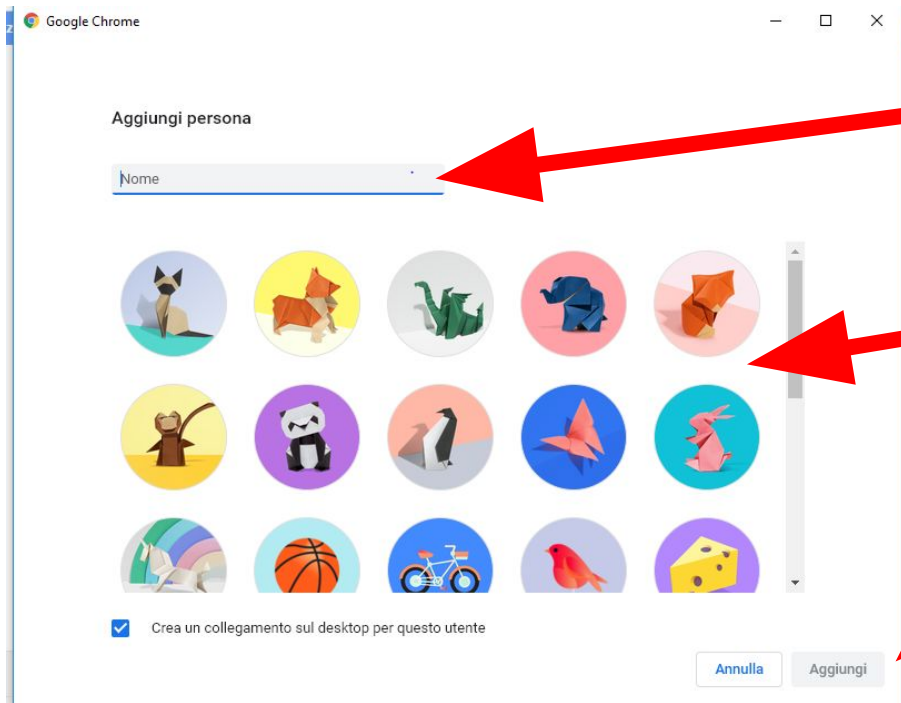 Google Chrome
Aggiungi persona
Nome
Crea un collegamento sul desktop per questo utente
Annulla
Aggiungi